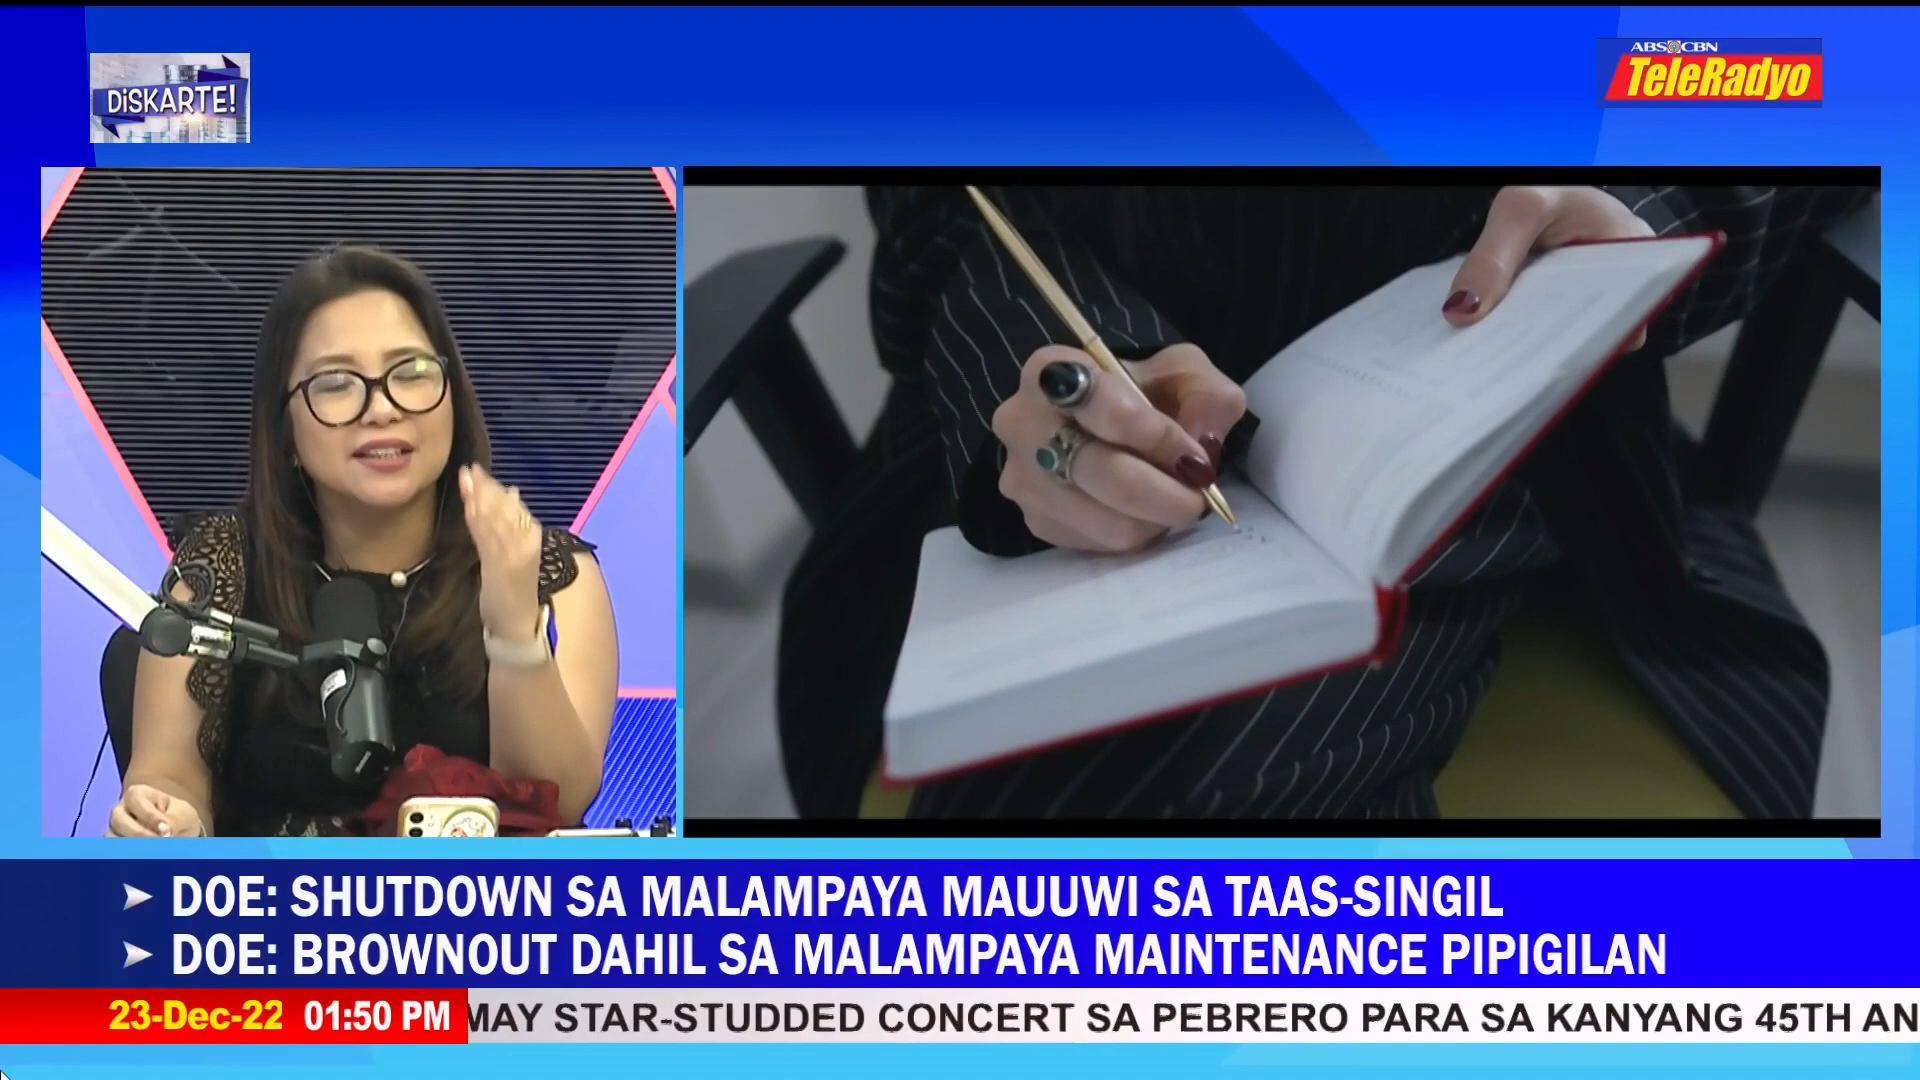 DiSKARTE!
ABS CBN
TeleRadyo
DOE: SHUTDOWN SA MALAMPAYA MAUUWI SA TAAS-SINGIL
DOE: BROWNOUT DAHIL SA MALAMPAYA MAINTENANCE PIPIGILAN
23-Dec-22 01:50 PM MAY STAR-STUDDED CONCERT SA PEBRERO PARA SA KANYANG 45TH AN